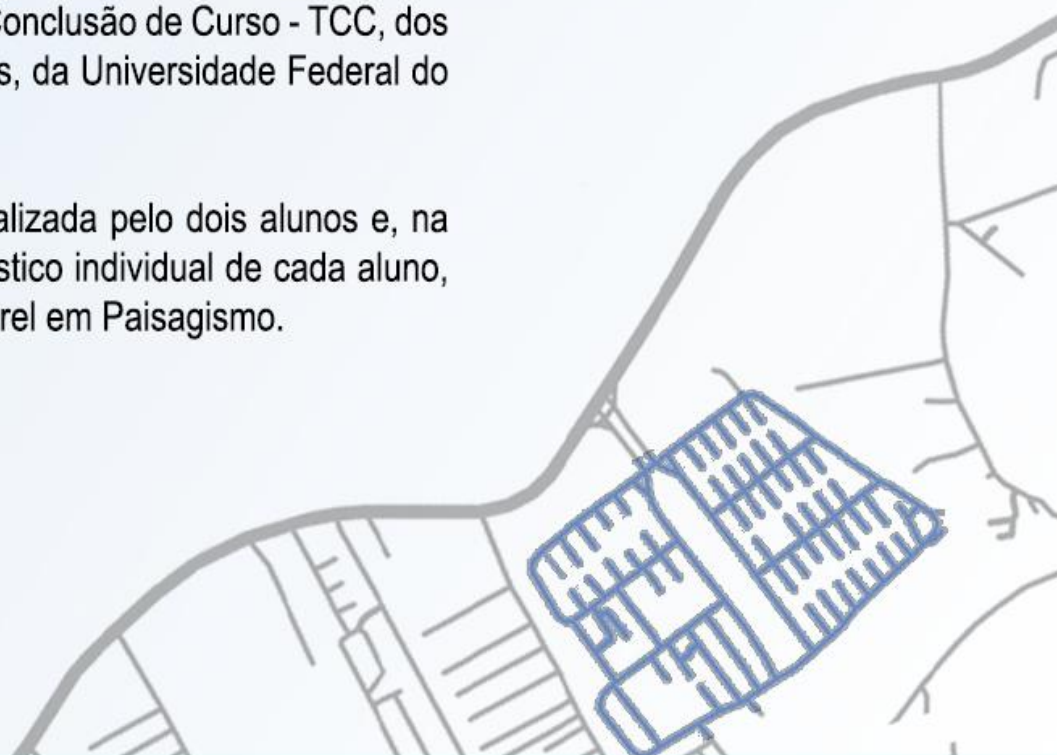 onclusão de Curso - TCC, dos
s, da Universidade Federal do
alizada pelo dois alunos e, na
stico individual de cada aluno,
rel em Paisagismo.